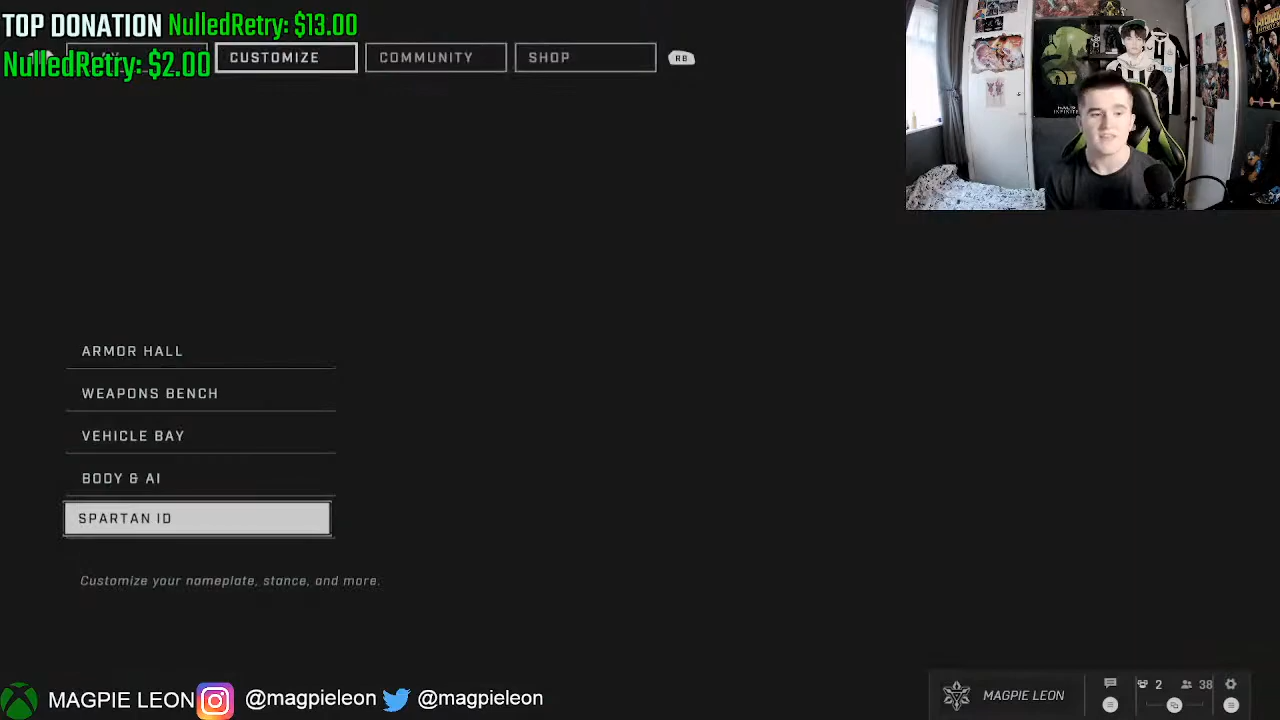 TOP DONATION NulledRetry: $13.00
NulledRetry: $2.00
PLAY
CUSTOMIZE
COMMUNITY
SHOP
RB
ARMOR HALL
WEAPONS BENCH
VEHICLE BAY
BODY & AI
SPARTAN ID
Customize your nameplate, stance, and more.
MAGPIE LEON
@magpieleon
@magpieleon
MAGPIE LEON
2
38